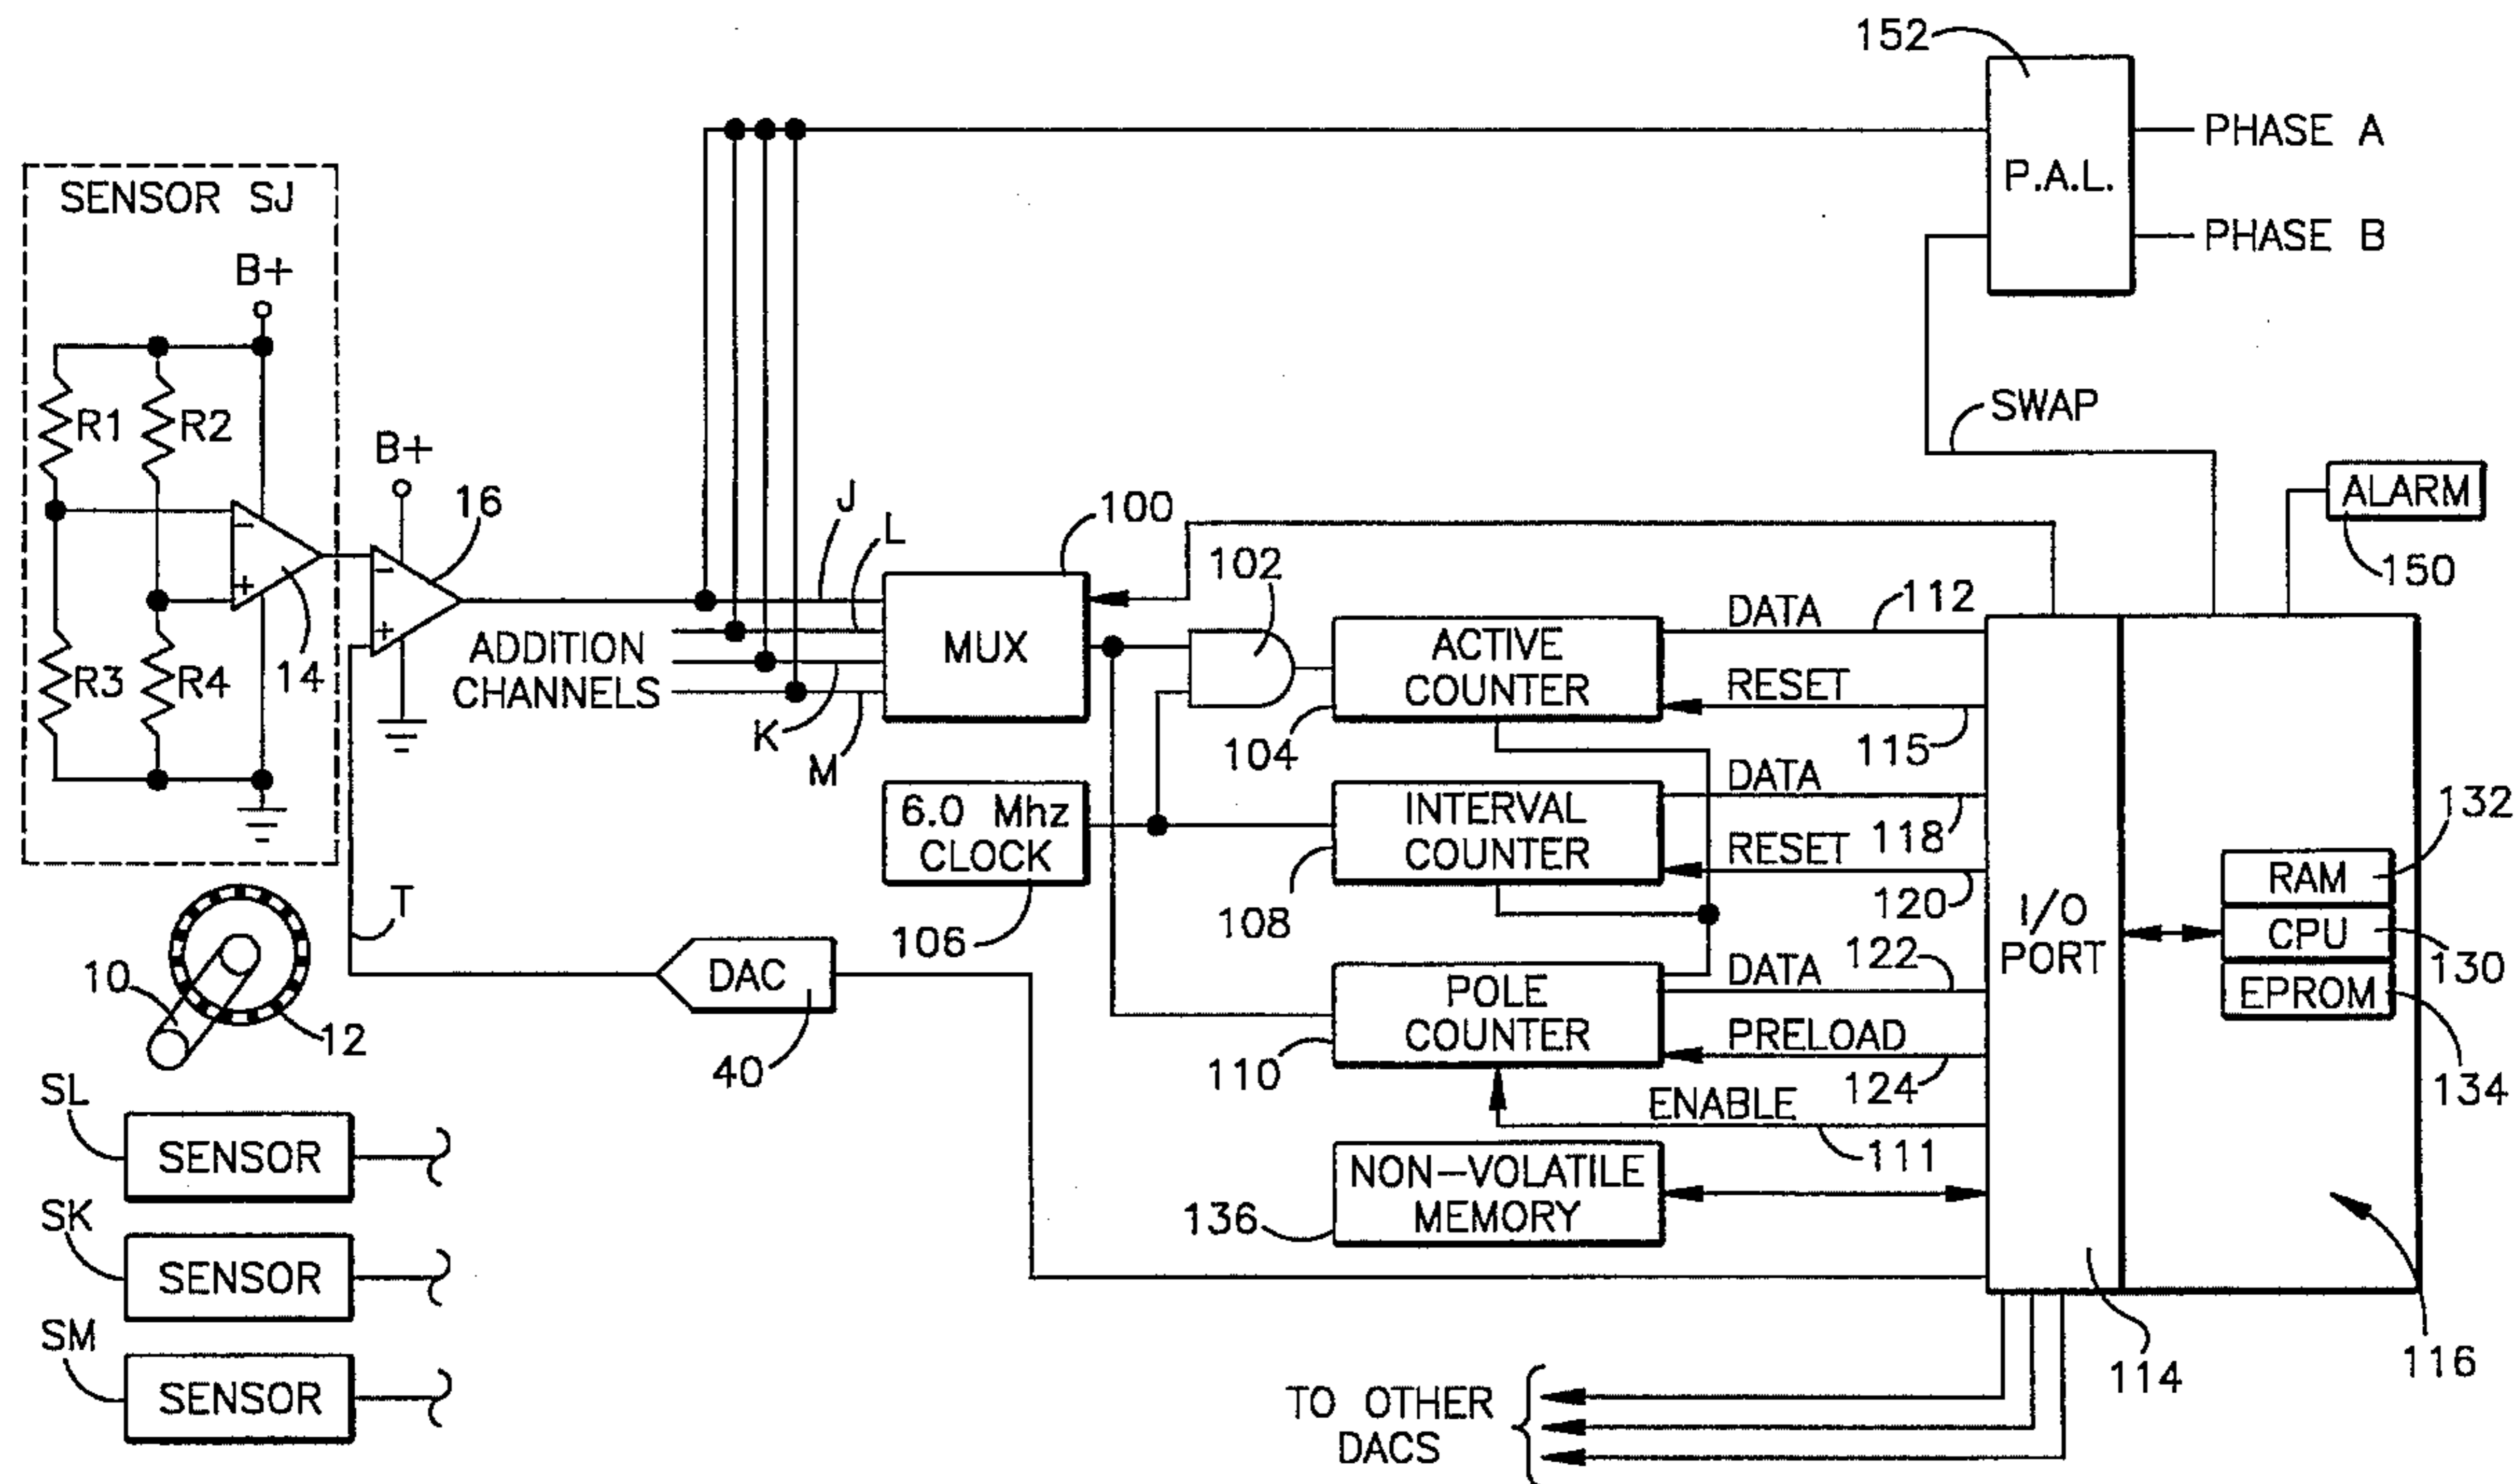 152
PHASE A
P.A.L.
PHASE B
SENSOR SJ
B+
R1
R2
R3
R4
14
B+
16
SWAP
ALARM
150
J
L
100
102
ADDITION
CHANNELS
K
M
MUX
ACTIVE
COUNTER
104
DATA
112
RESET
115
6.0 Mhz
CLOCK
106
INTERVAL
COUNTER
108
DATA
118
RESET
120
I/O
PORT
RAM
132
CPU
130
EPROM
134
T
10
12
DAC
40
POLE
COUNTER
110
DATA
122
PRELOAD
124
ENABLE
111
NON-VOLATILE
MEMORY
136
SL
SENSOR
SK
SENSOR
SM
SENSOR
114
116
TO OTHER
DACS
-
+
-
+